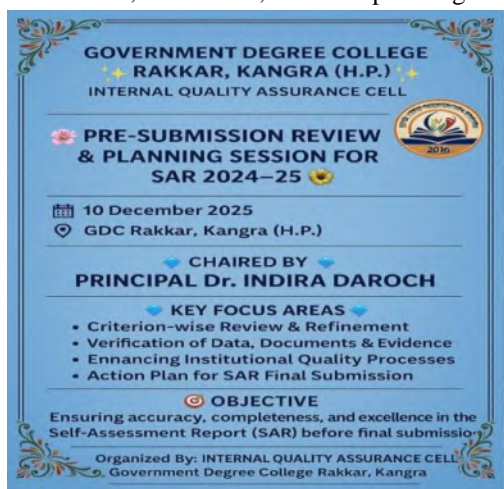 GOVERNMENT DEGREE COLLEGE
✨ RAKKAR, KANGRA (H.P.) ✨
INTERNAL QUALITY ASSURANCE CELL
🌸 PRE-SUBMISSION REVIEW
& PLANNING SESSION FOR
SAR 2024–25 🌼
2016
10 December 2025
GDC Rakkar, Kangra (H.P.)
CHAIRED BY
PRINCIPAL Dr. INDIRA DAROCH
KEY FOCUS AREAS
• Criterion-wise Review & Refinement
• Verification of Data, Documents & Evidence
• Enhancing Institutional Quality Processes
• Action Plan for SAR Final Submission
🎯 OBJECTIVE
Ensuring accuracy, completeness, and excellence in the
Self-Assessment Report (SAR) before final submissio
Organized By: INTERNAL QUALITY ASSURANCE CELL
Government Degree College Rakkar, Kangra